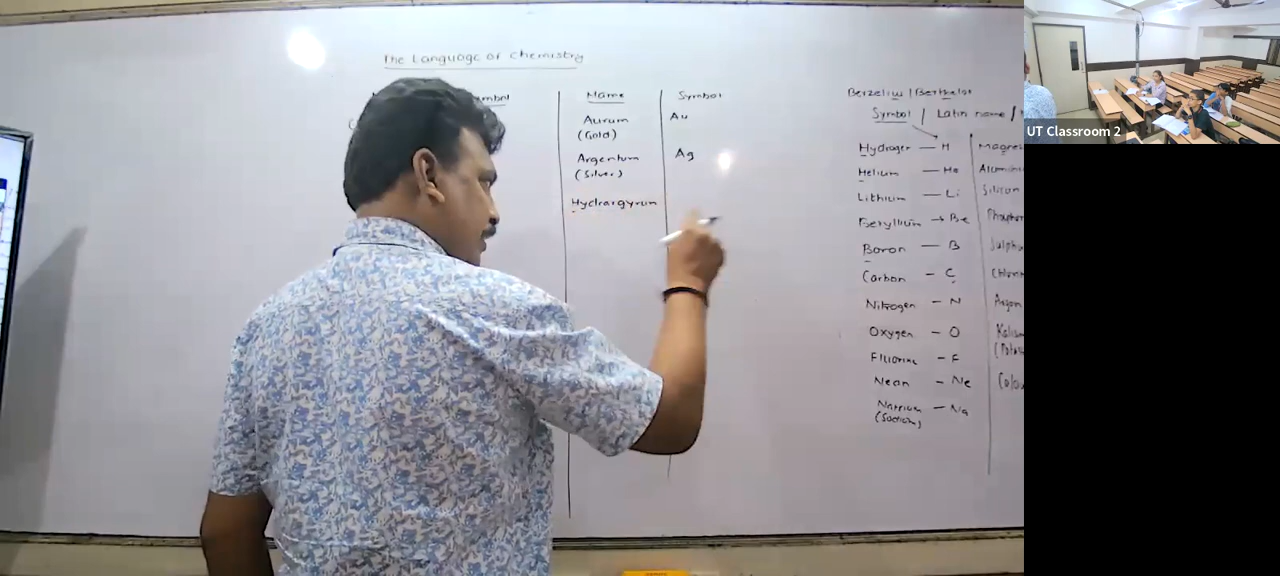 The Language of Chemistry
Name
Symbol
Aurum
(Gold)
Au
Argentum
(Silver)
Ag
Hydrargyrum
Berzelius / Berthelot
Symbol / Latin name /
Hydrogen — H
Helium — He
Lithium — Li
Beryllium → Be
Boron — B
Carbon - C
Nitrogen - N
Oxygen - O
Fluorine - F
Neon - Ne
Natrium - Na
(Sodium)
Silicon
Argon
UT Classroom 2